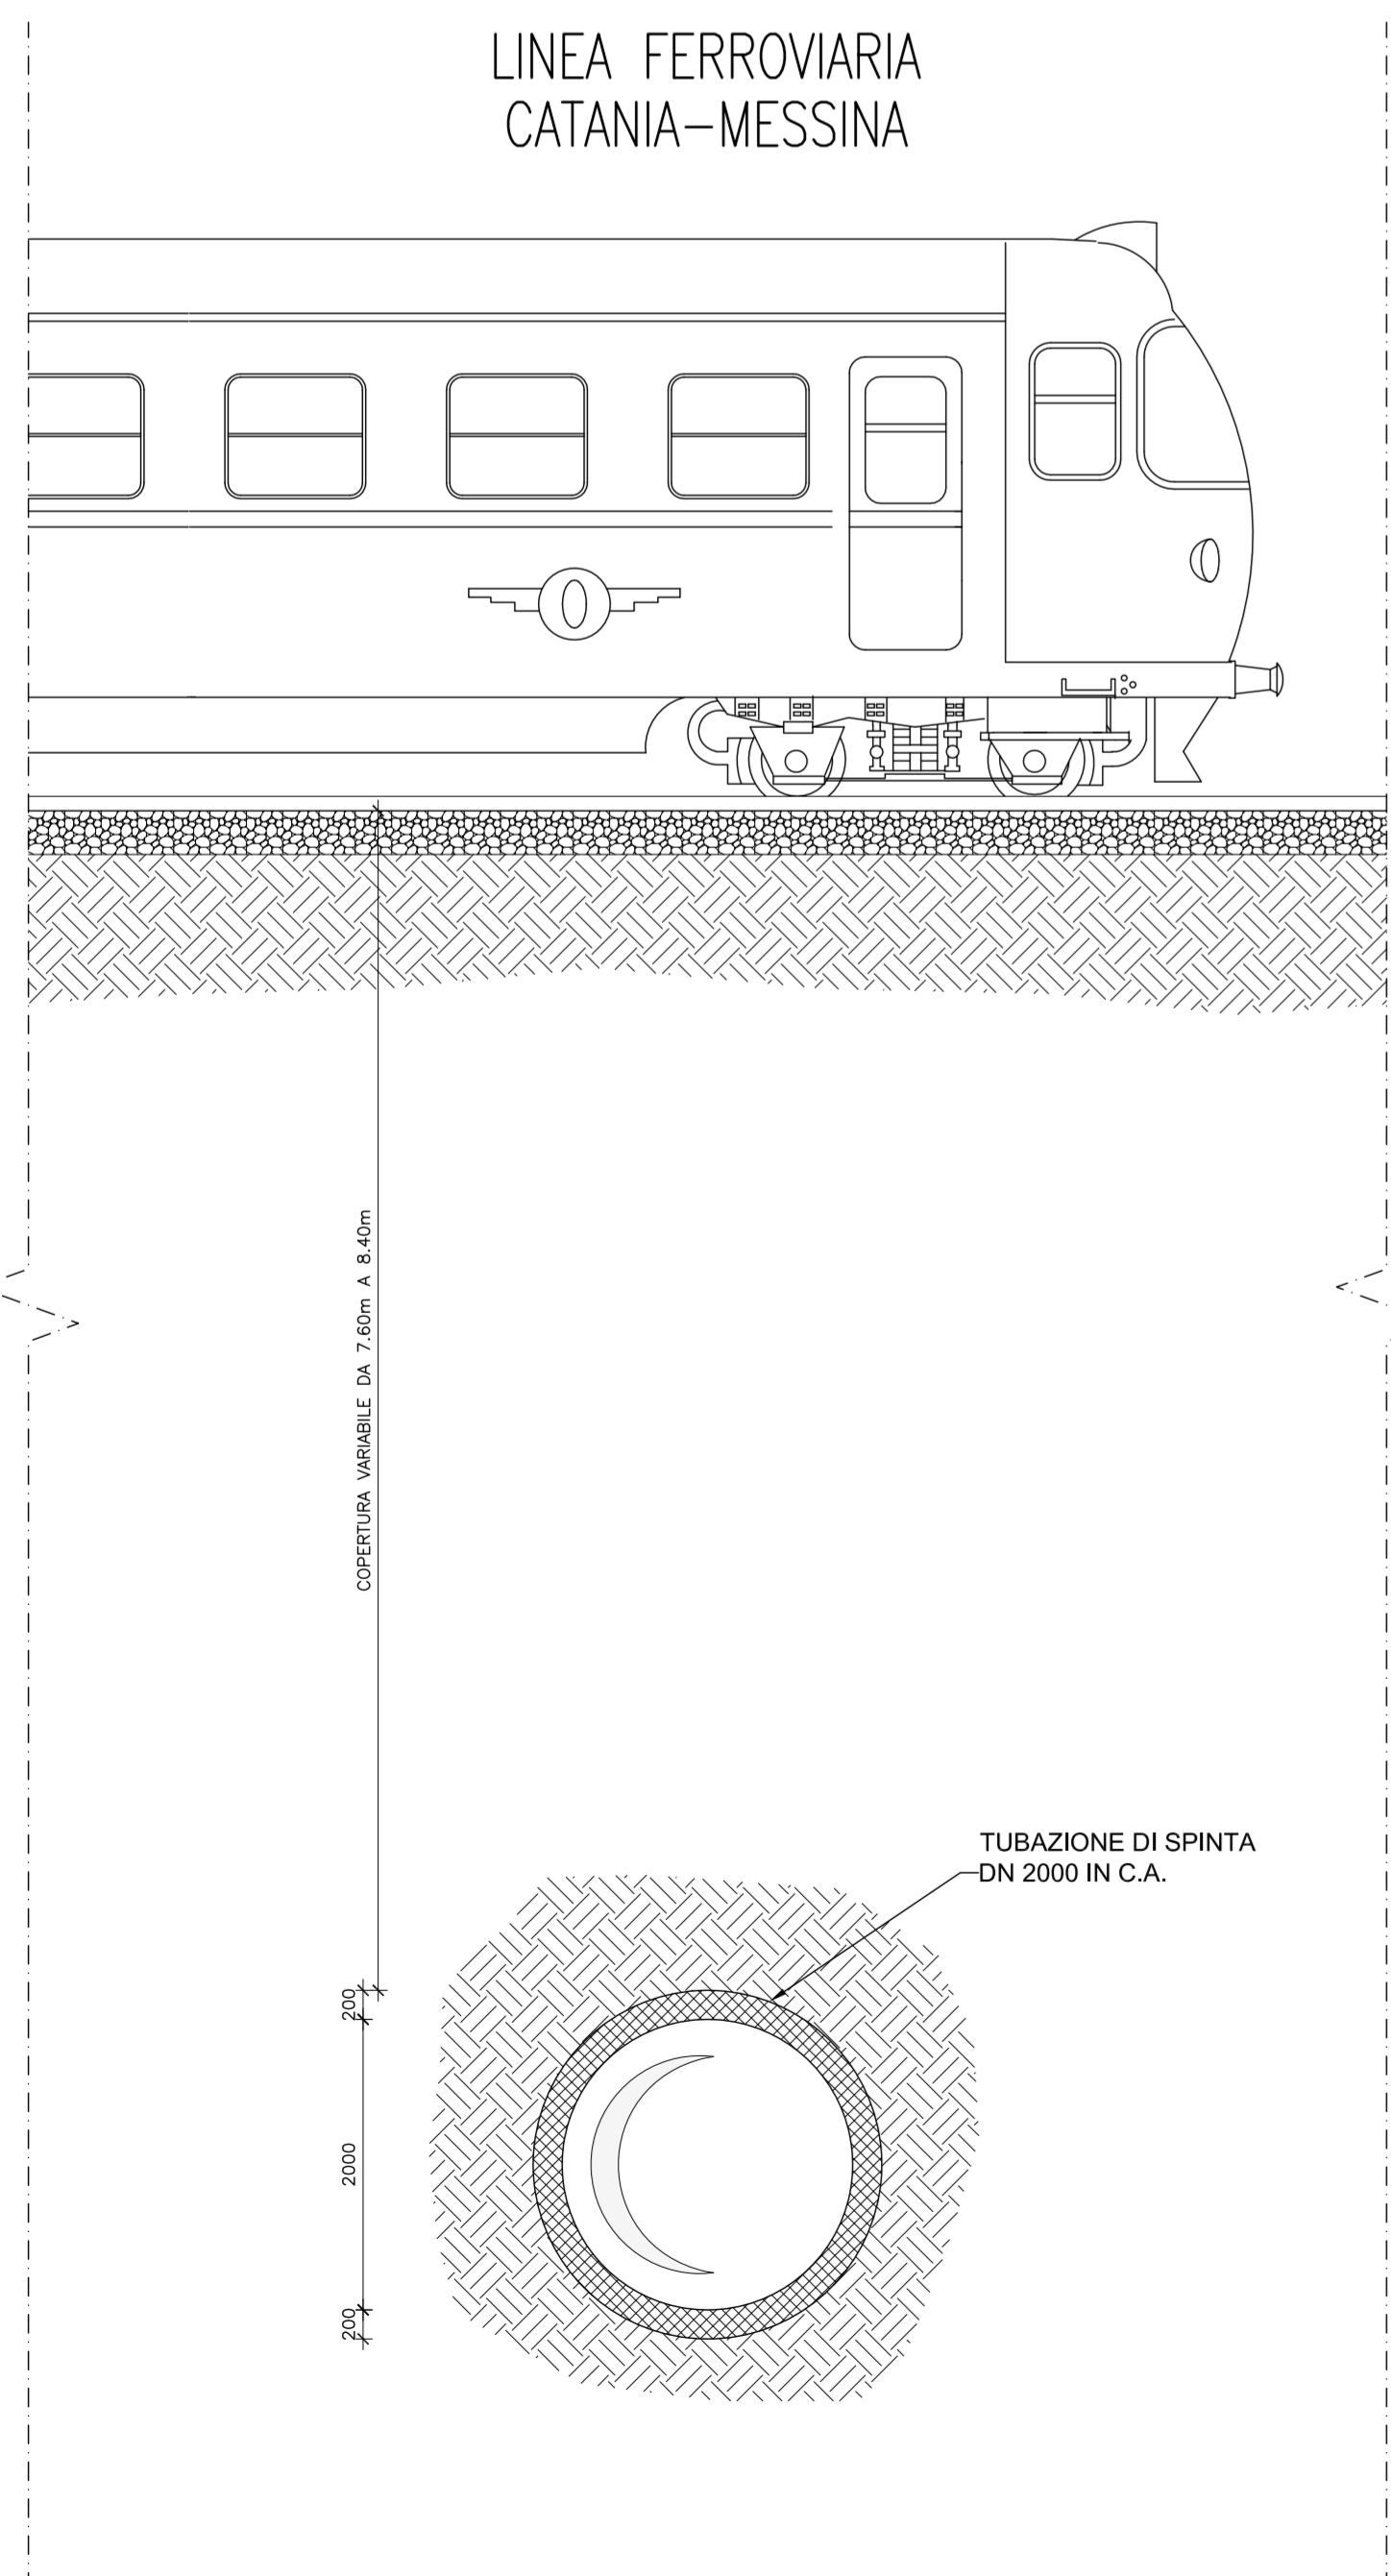 LINEA FERROVIARIA
CATANIA-MESSINA
COPERTURA VARIABILE DA 7.60m A 8.40m
TUBAZIONE DI SPINTA
DN 2000 IN C.A.
200
2000
200